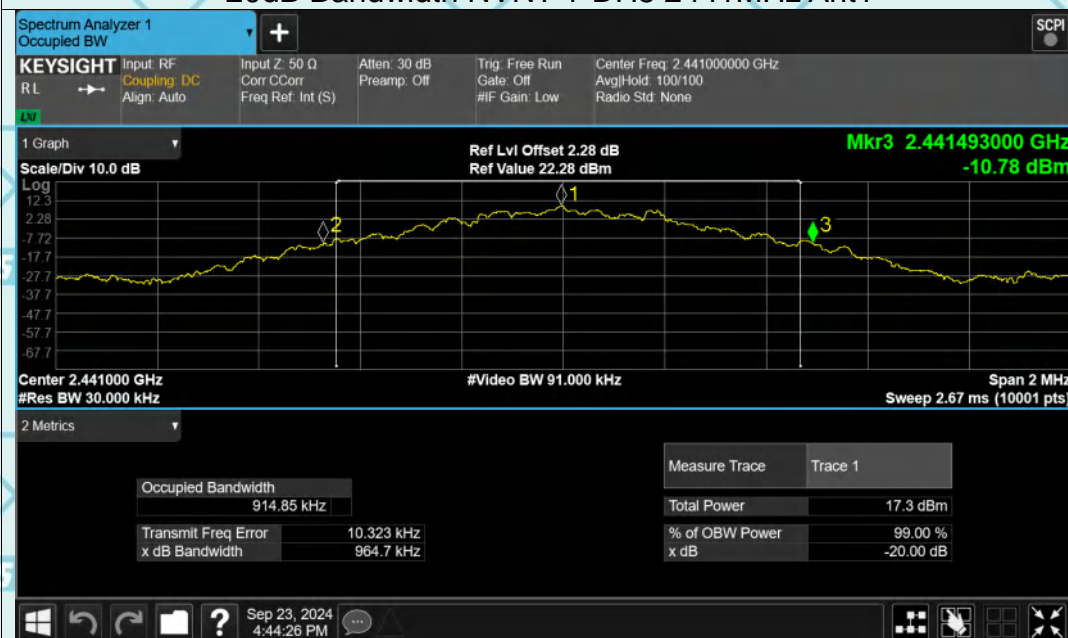 20dB Bandwidth NVNT 1-DH3 2441MHz Ant1
Spectrum Analyzer 1
Occupied BW
+
SCPI
KEYSIGHT
RL
LXI
Input: RF
Coupling: DC
Align: Auto
Input Z: 50 Ω
Corr CCorr
Freq Ref: Int (S)
Atten: 30 dB
Preamp: Off
Trig: Free Run
Gate: Off
#IF Gain: Low
Center Freq: 2.441000000 GHz
Avg|Hold: 100/100
Radio Std: None
1 Graph
Scale/Div 10.0 dB
Ref Lvl Offset 2.28 dB
Ref Value 22.28 dBm
Mkr3 2.441493000 GHz
-10.78 dBm
Log
12.3
2.28
-7.72
-17.7
-27.7
-37.7
-47.7
-57.7
-67.7
1
2
3
Center 2.441000 GHz
#Res BW 30.000 kHz
#Video BW 91.000 kHz
Span 2 MHz
Sweep 2.67 ms (10001 pts)
2 Metrics
Measure Trace Trace 1
Occupied Bandwidth
914.85 kHz
Total Power 17.3 dBm
Transmit Freq Error 10.323 kHz
% of OBW Power 99.00 %
x dB Bandwidth 964.7 kHz
x dB -20.00 dB
?
Sep 23, 2024
4:44:26 PM